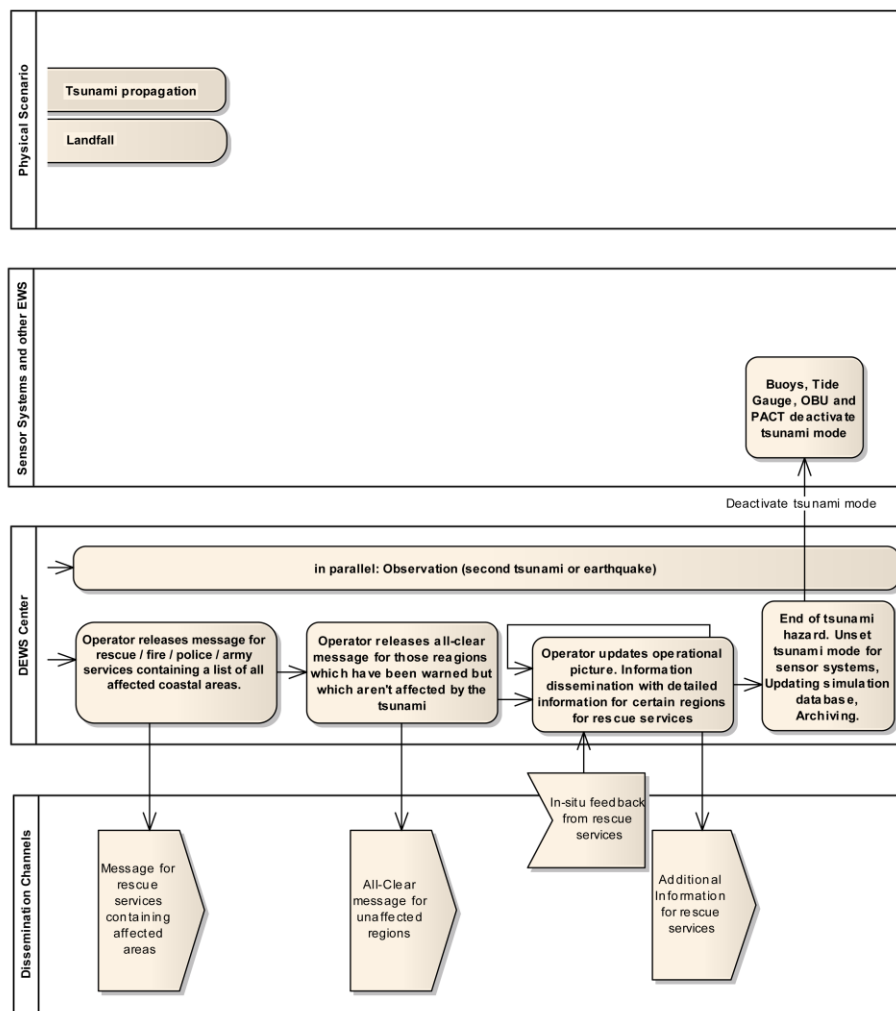 Physical Scenario
Tsunami propagation
Landfall
Sensor Systems and other EWS
Buoys, Tide
Gauge, OBU and
PACT deactivate
tsunami mode
Deactivate tsunami mode
DEWS Center
in parallel: Observation (second tsunami or earthquake)
Operator releases message for
rescue / fire / police / army
services containing a list of all
affected coastal areas.
Operator releases all-clear
message for those reagions
which have been warned but
which aren't affected by the
tsunami
Operator updates operational
picture. Information
dissemination with detailed
information for certain regions
for rescue services
End of tsunami
hazard. Unset
tsunami mode for
sensor systems,
Updating simulation
database,
Archiving.
Dissemination Channels
Message for
rescue
services
containing
affected
areas
All-Clear
message for
unaffected
regions
In-situ feedback
from rescue
services
Additional
Information
for rescue
services